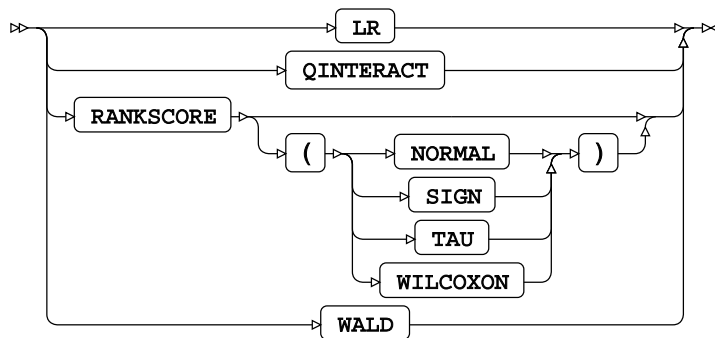 LR
QINTERACT
RANKSCORE
( NORMAL )
SIGN
TAU
WILCOXON
WALD